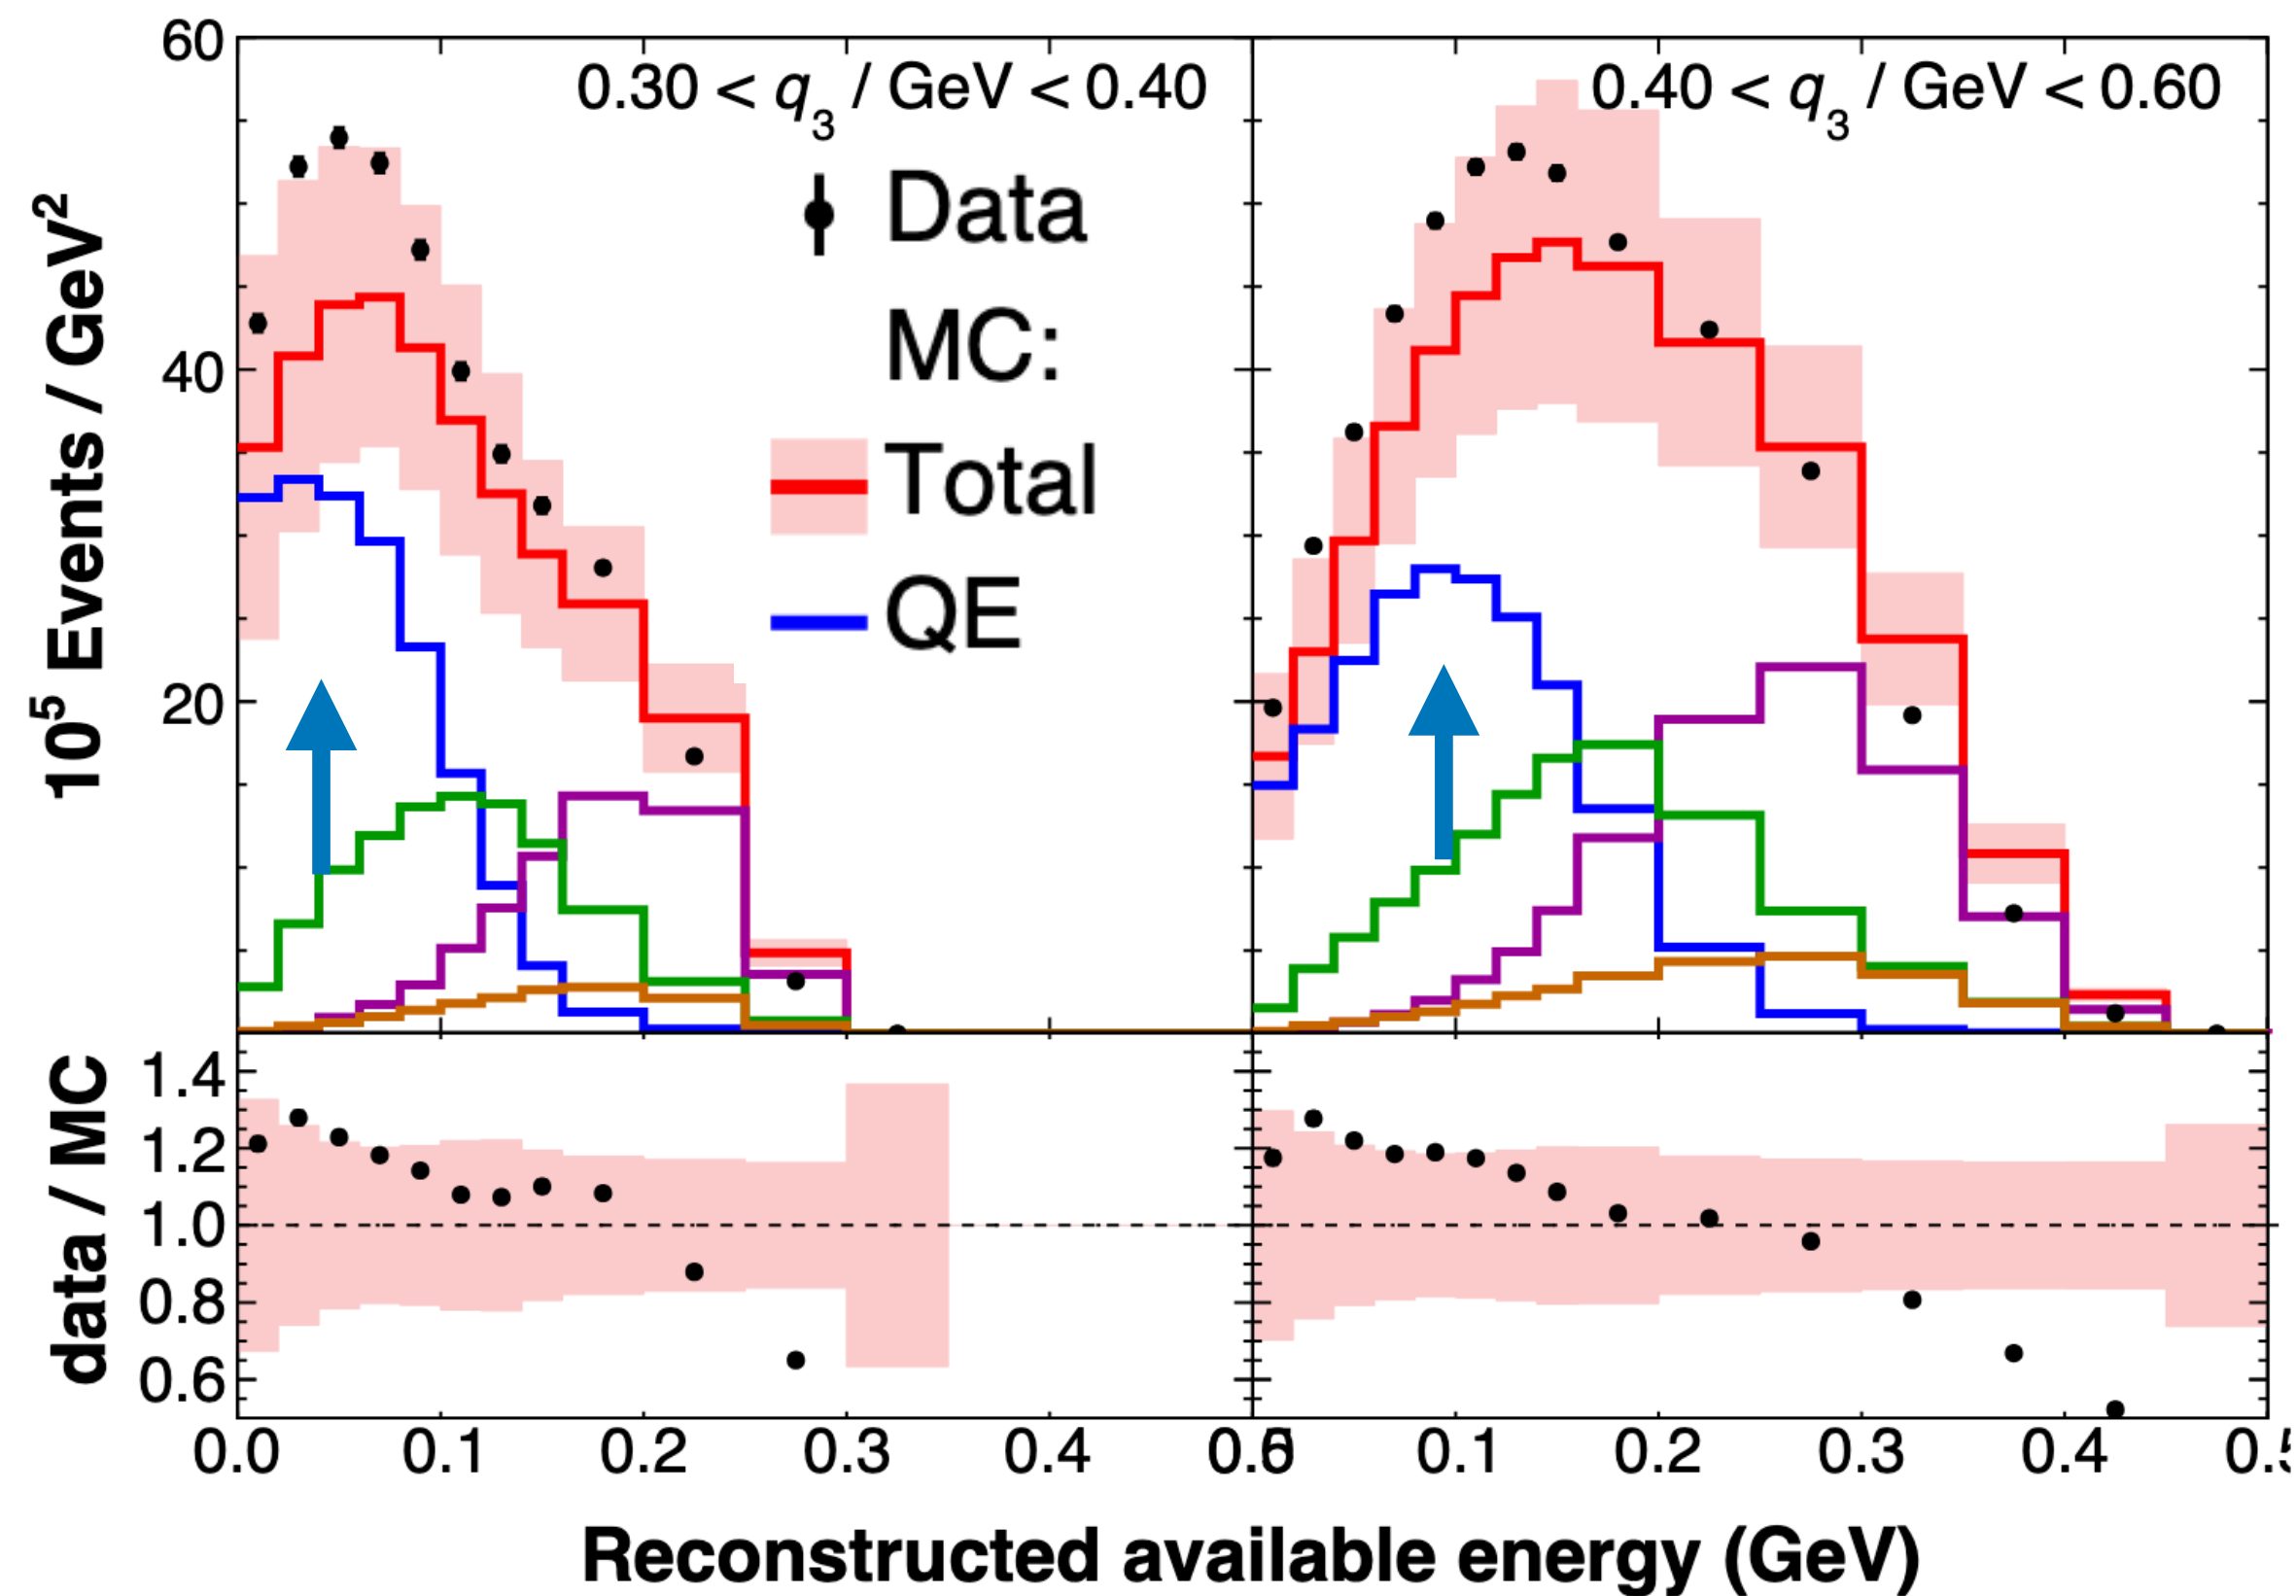 60
0.30 < q₃ / GeV < 0.40
0.40 < q₃ / GeV < 0.60
Data
MC:
Total
QE
40
20
10⁵ Events / GeV²
1.4
1.2
1.0
0.8
0.6
data / MC
0.0 0.1 0.2 0.3 0.4
0.1 0.2 0.3 0.4
Reconstructed available energy (GeV)